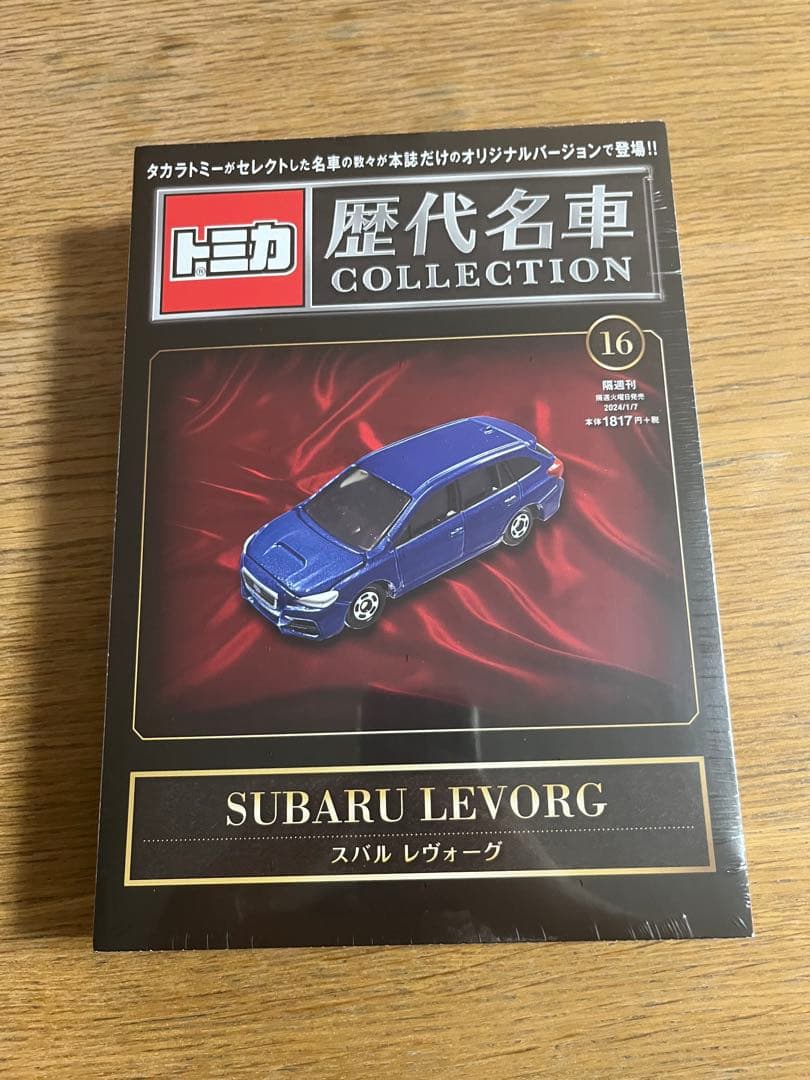 タカラトミーがセレクトした名車の数々が本誌だけのオリジナルバージョンで登場!!
トミカ®
歴代名車
COLLECTION
16
隔週刊
隔週火曜日発売
2024/1/7
本体1817円+税
SUBARU LEVORG
スバル レヴォーグ